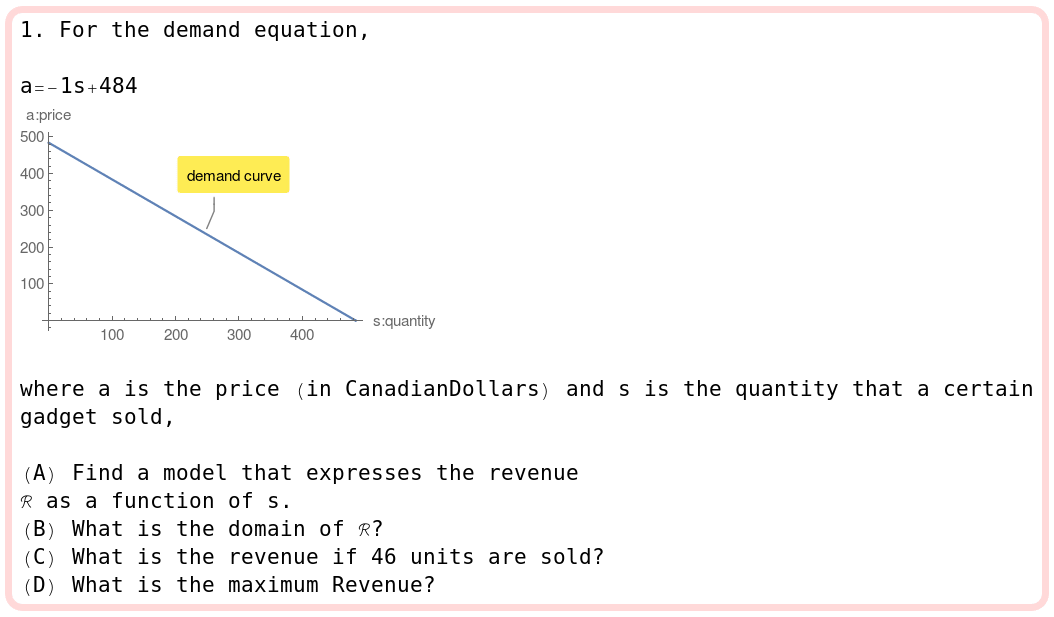 1. For the demand equation,
a=-1s+484
a:price
500
400
300
200
100
demand curve
100 200 300 400
s:quantity
where a is the price (in CanadianDollars) and s is the quantity that a certain
gadget sold,
(A) Find a model that expresses the revenue
ℛ as a function of s.
(B) What is the domain of ℛ?
(C) What is the revenue if 46 units are sold?
(D) What is the maximum Revenue?